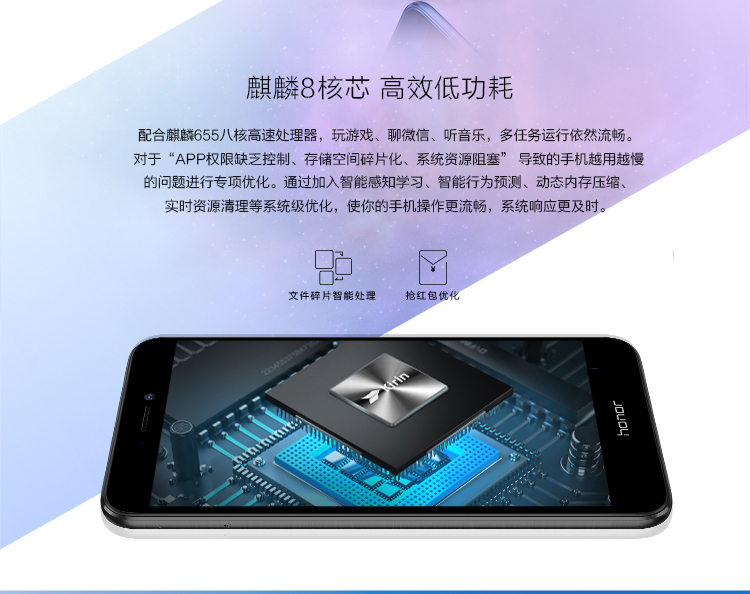 麒麟8核芯 高效低功耗
配合麒麟655八核高速处理器，玩游戏、聊微信、听音乐，多任务运行依然流畅。
对于“APP权限缺乏控制、存储空间碎片化、系统资源阻塞” 导致的手机越用越慢
的问题进行专项优化。通过加入智能感知学习、智能行为预测、动态内存压缩、
实时资源清理等系统级优化，使你的手机操作更流畅，系统响应更及时。
¥
文件碎片智能处理 抢红包优化
Kirin
honor